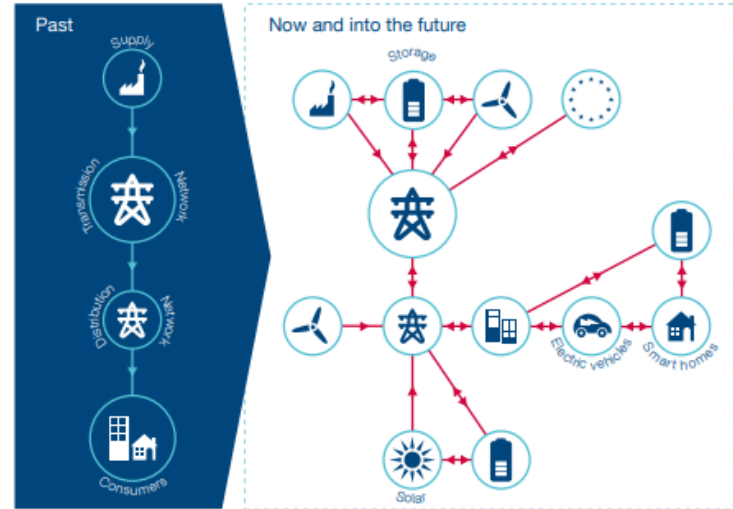 Past
Supply
Transmission
Network
Distribution
Network
Consumers
Now and into the future
Storage
Electric vehicles
Smart homes
Solar